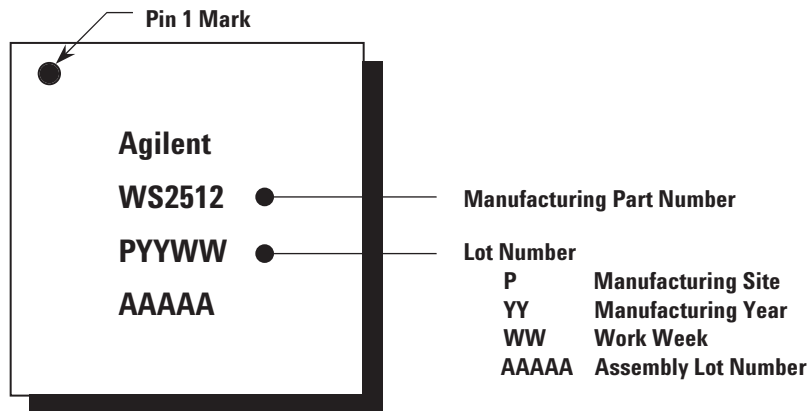 Pin 1 Mark
Agilent
WS2512
PYYWW
AAAAA
Manufacturing Part Number
Lot Number
P Manufacturing Site
YY Manufacturing Year
WW Work Week
AAAAA Assembly Lot Number